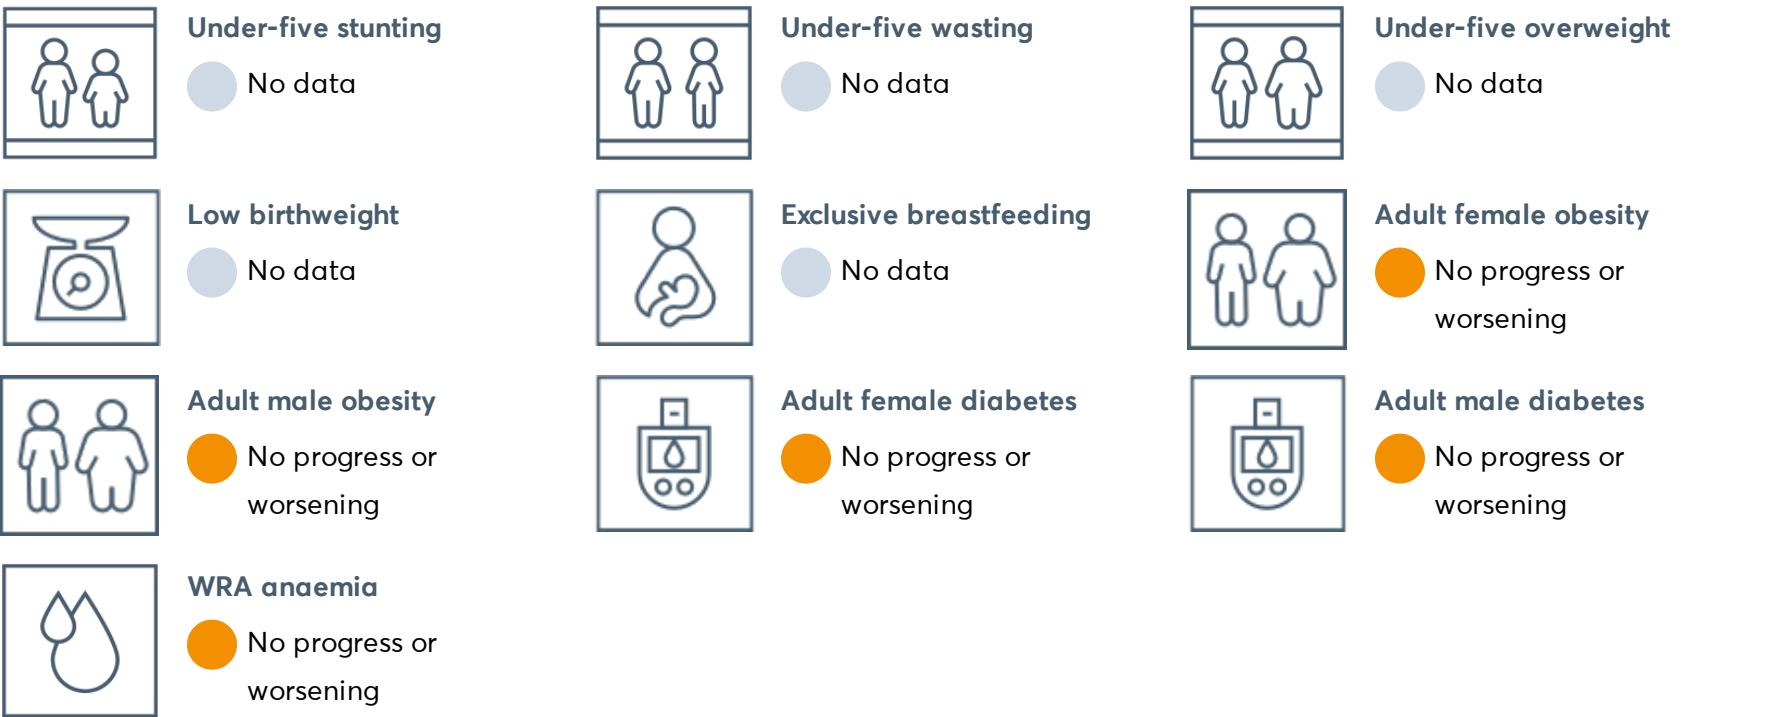 Under-five stunting
No data
Under-five wasting
No data
Under-five overweight
No data
Low birthweight
No data
Exclusive breastfeeding
No data
Adult female obesity
No progress or
worsening
Adult male obesity
No progress or
worsening
Adult female diabetes
No progress or
worsening
Adult male diabetes
No progress or
worsening
WRA anaemia
No progress or
worsening